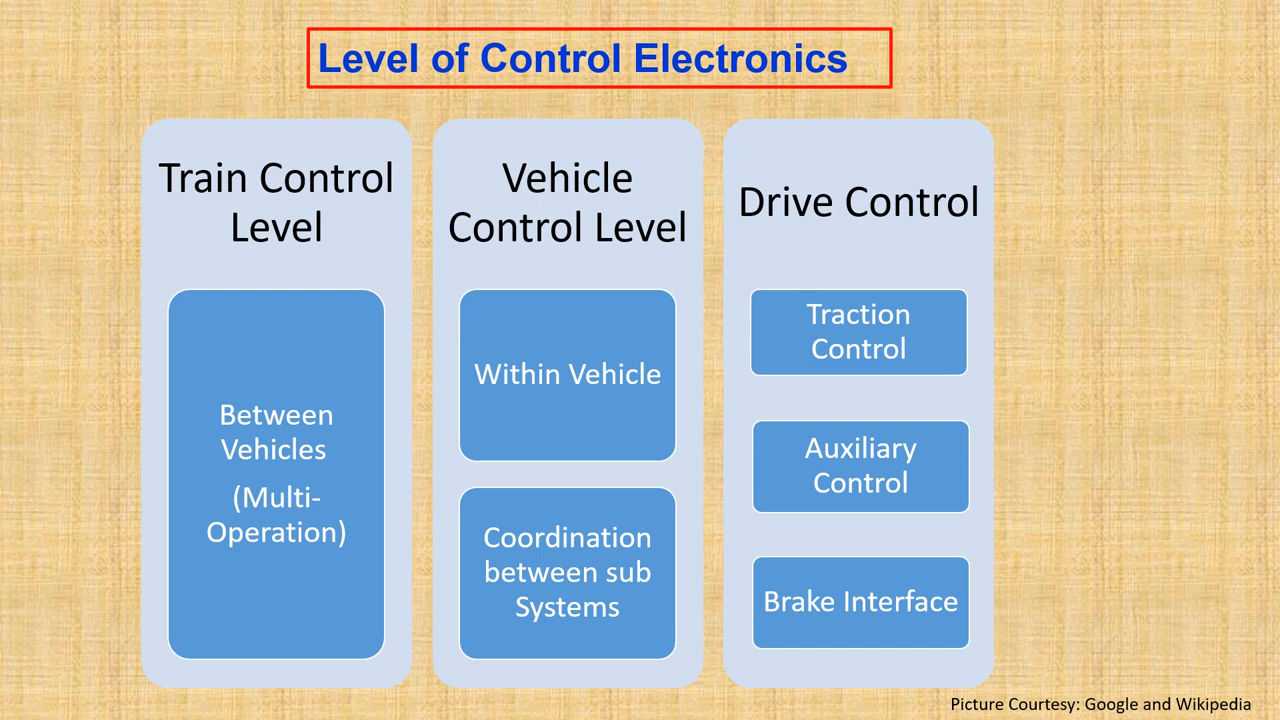 Level of Control Electronics
Train Control
Level
Between
Vehicles
(Multi-
Operation)
Vehicle
Control Level
Within Vehicle
Coordination
between sub
Systems
Drive Control
Traction
Control
Auxiliary
Control
Brake Interface
Picture Courtesy: Google and Wikipedia